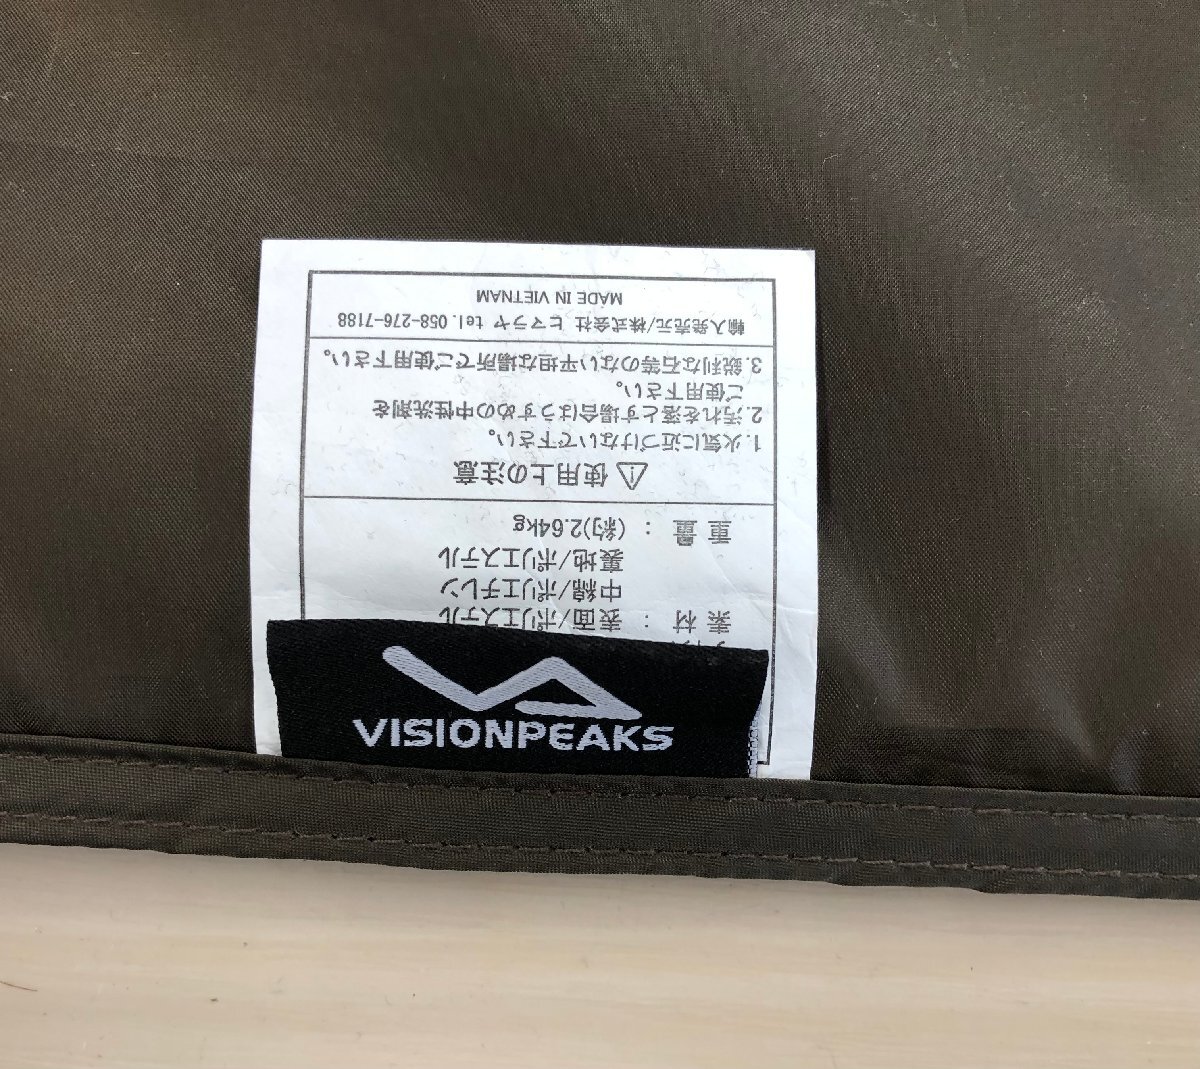 素 材 : 表面/ポリエステル
中綿/ポリエチレン
裏地/ポリエステル
重 量 : (約)2.64kg
使用上の注意
1.火気に近づけないで下さい。
2.汚れを落とす場合はうすめの中性洗剤を
ご使用下さい。
3.鋭利な石等のない平坦な場所でご使用下さい。
輸入発売元/株式会社 ヒマラヤ tel.058-276-7188
MADE IN VIETNAM
VISIONPEAKS